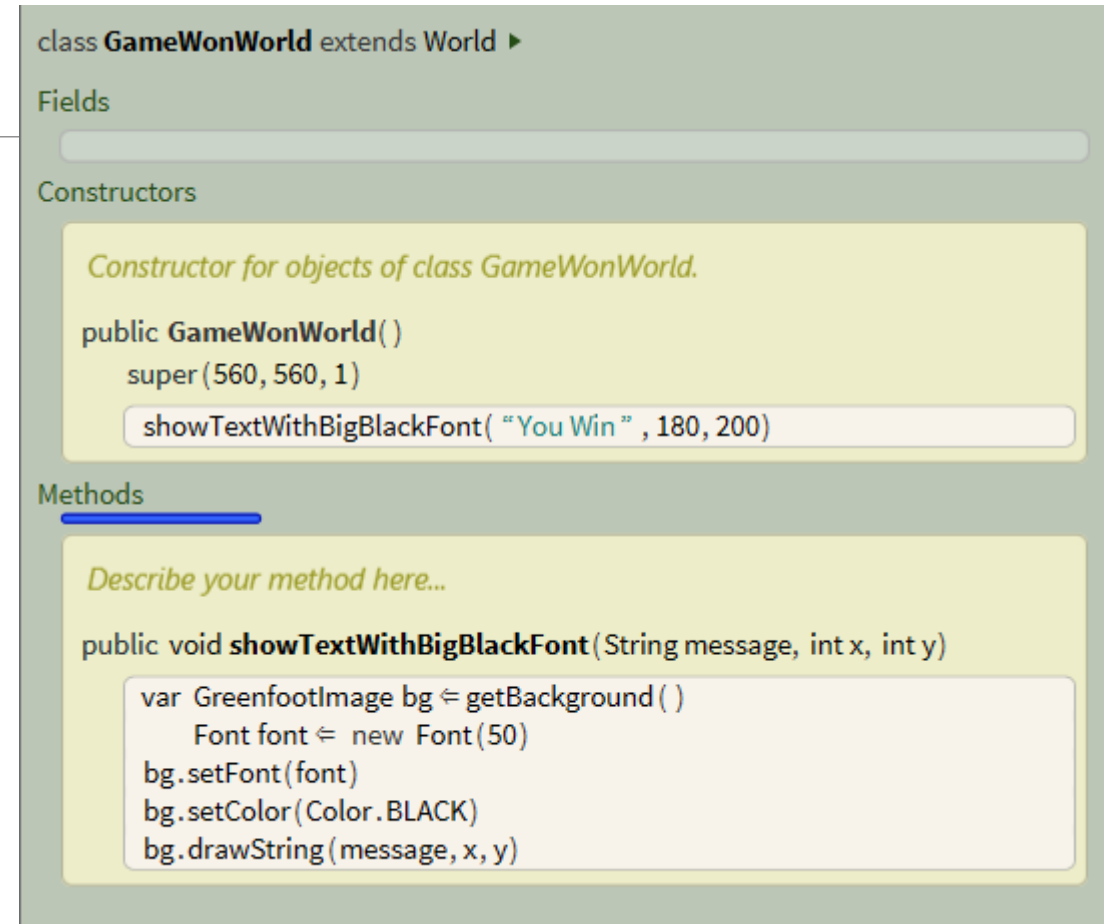 class GameWonWorld extends World ▸
Fields
Constructors
Constructor for objects of class GameWonWorld.
public GameWonWorld()
super(560, 560, 1)
showTextWithBigBlackFont( “You Win” , 180, 200)
Methods
Describe your method here...
public void showTextWithBigBlackFont(String message, int x, int y)
var GreenfootImage bg ⇐ getBackground()
Font font ⇐ new Font(50)
bg.setFont(font)
bg.setColor(Color.BLACK)
bg.drawString(message, x, y)